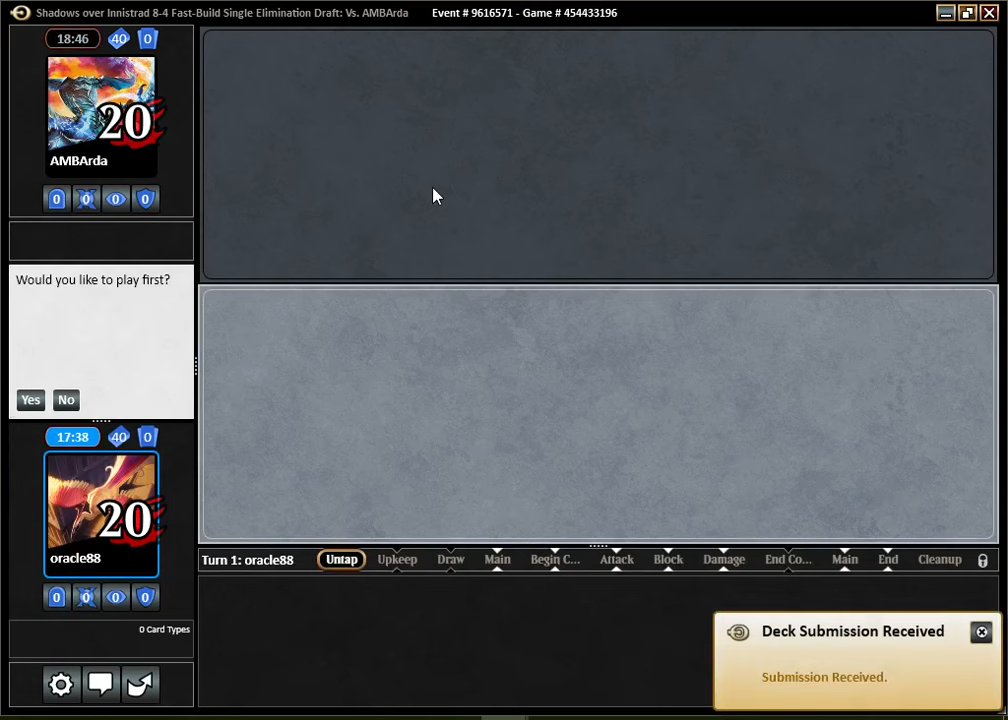 Shadows over Innistrad 8-4 Fast-Build Single Elimination Draft: Vs. AMBArda Event # 9616571 - Game # 454433196
18:46 40 0
20
AMBArda
0 0 0 0
Would you like to play first?
Yes No
17:38 40 0
20
oracle88
0 0 0 0
0 Card Types
Turn 1: oracle88 Untap Upkeep Draw Main Begin C... Attack Block Damage End Co... Main End Cleanup
Deck Submission Received
Submission Received.